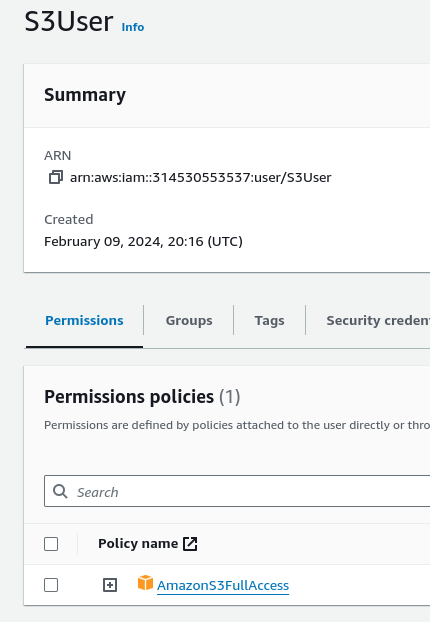 S3User Info
Summary
ARN
arn:aws:iam::314530553537:user/S3User
Created
February 09, 2024, 20:16 (UTC)
Permissions Groups Tags Security creden
Permissions policies (1)
Permissions are defined by policies attached to the user directly or thro
Search
Policy name
AmazonS3FullAccess